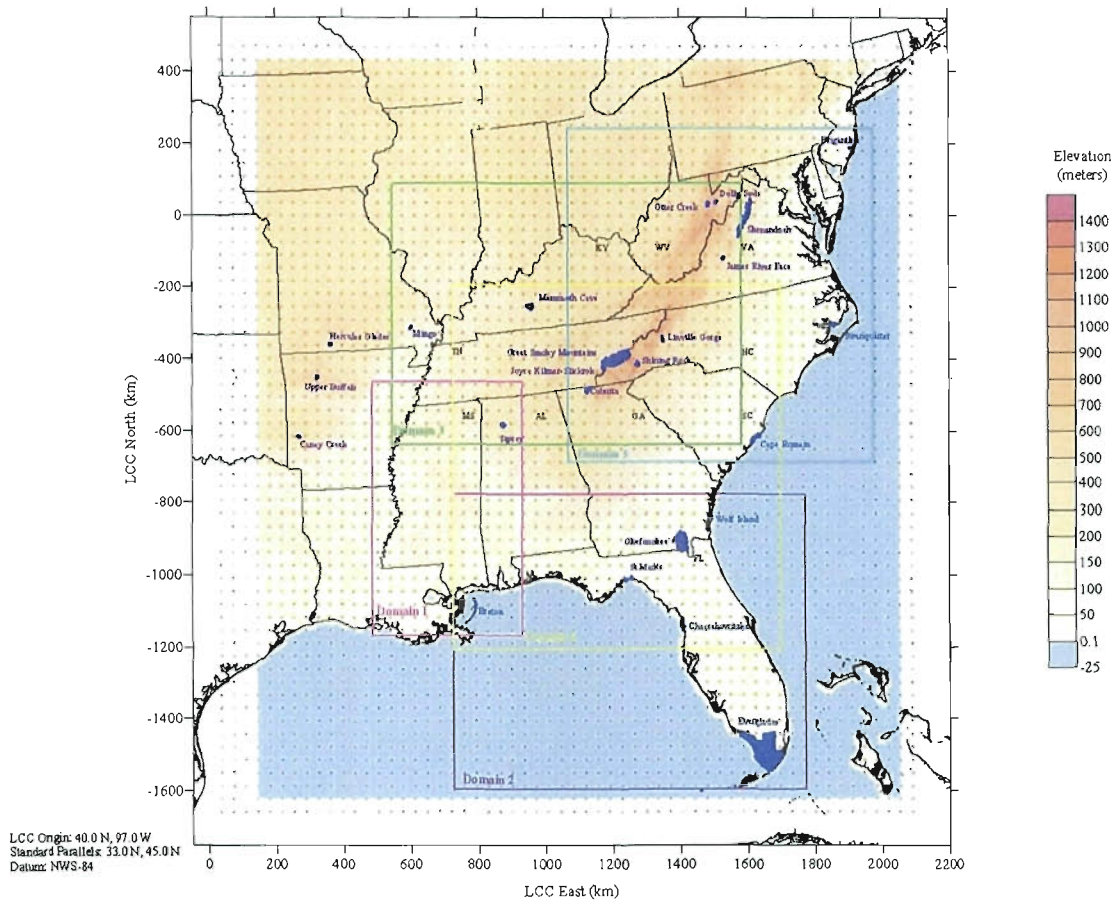 400
200
0
-200
-400
-600
-800
-1000
-1200
-1400
-1600
LCC North (km)
0
200
400
600
800
1000
1200
1400
1600
1800
2000
2200
LCC East (km)
LCC Origin: 40.0 N, 97.0 W
Standard Parallels: 33.0 N, 45.0 N
Datum: NWS-84
Elevation
(meters)
1400
1300
1200
1100
1000
900
800
700
600
500
400
300
200
150
100
50
0.1
-25
Brigantine
Dolly Sods
Otter Creek
Shenandoah
KY
WV
VA
James River Face
Mammoth Cave
Hercules Glades
Mingo
Linville Gorge
Swanquarter
TN
Great Smoky Mountains
NC
Shining Rock
Joyce Kilmer-Slickrock
Upper Buffalo
Cohutta
MS
AL
GA
SC
Domain 3
Sipsey
Caney Creek
Cape Romain
Domain 5
Wolf Island
Okefenokee
FL
St. Marks
Domain 1
Breton
Chassahowitzka
Everglades
Domain 2